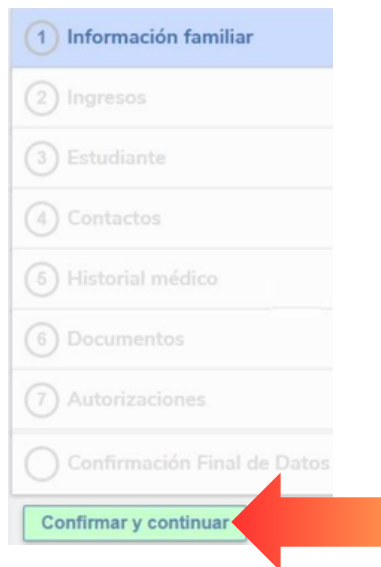 1 Información familiar
2 Ingresos
3 Estudiante
4 Contactos
5 Historial médico
6 Documentos
7 Autorizaciones
Confirmación Final de Datos
Confirmar y continuar